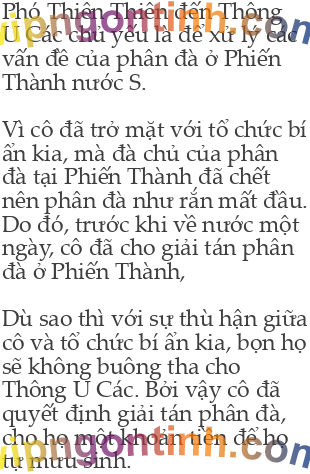 Phó Thiên Thiên đến Thông
U Các chủ yếu là để xử lý các
vấn đề của phân đà ở Phiến
Thành nước S.
Vì cô đã trở mặt với tổ chức bí
ẩn kia, mà đà chủ của phân
đà tại Phiến Thành đã chết
nên phân đà như rắn mất đầu.
Do đó, trước khi về nước một
ngày, cô đã cho giải tán phân
đà ở Phiến Thành,
Dù sao thì với sự thù hận giữa
cô và tổ chức bí ẩn kia, bọn họ
sẽ không buông tha cho
Thông U Các. Bởi vậy cô đã
quyết định giải tán phân đà,
cho họ một khoản tiền để họ
tự mưu sinh.
vipngontinh.com
vipngontinh.com